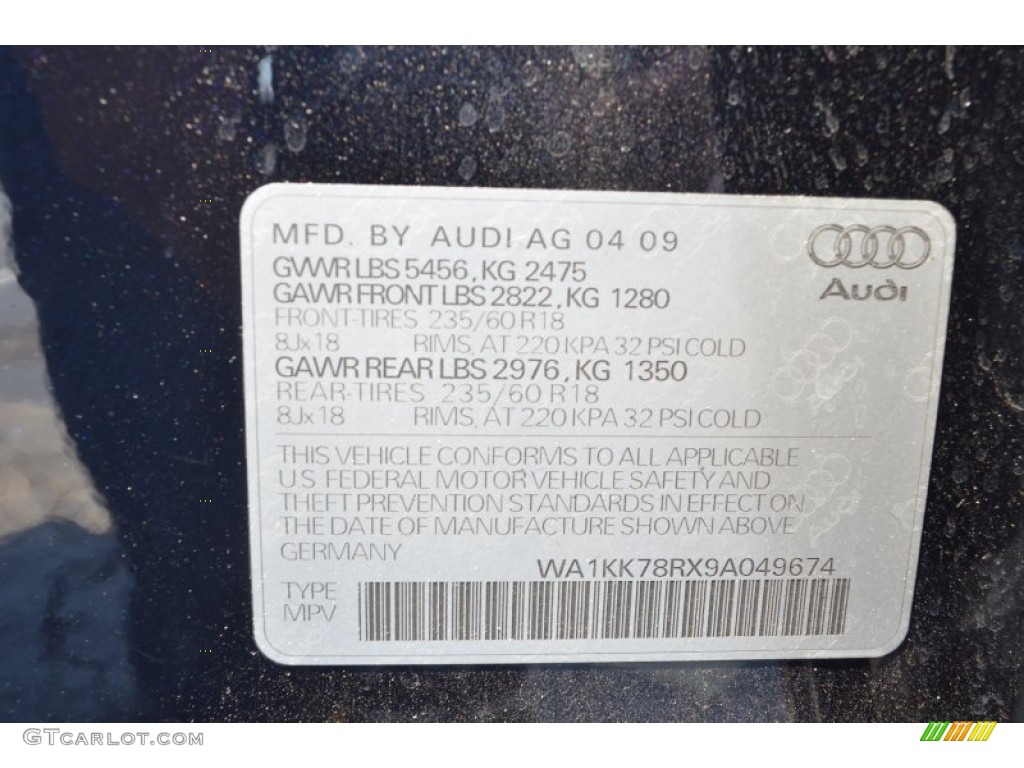 MFD. BY AUDI AG 04 09
GVWR LBS 5456, KG 2475
GAWR FRONT LBS 2822, KG 1280
FRONT-TIRES 235/60 R18
8Jx18 RIMS, AT 220 KPA 32 PSI COLD
GAWR REAR LBS 2976, KG 1350
REAR-TIRES 235/60 R18
8Jx18 RIMS, AT 220 KPA 32 PSI COLD
Audi
THIS VEHICLE CONFORMS TO ALL APPLICABLE
U.S. FEDERAL MOTOR VEHICLE SAFETY AND
THEFT PREVENTION STANDARDS IN EFFECT ON
THE DATE OF MANUFACTURE SHOWN ABOVE
GERMANY
WA1KK78RX9A049674
TYPE
MPV
GTCarlot.com